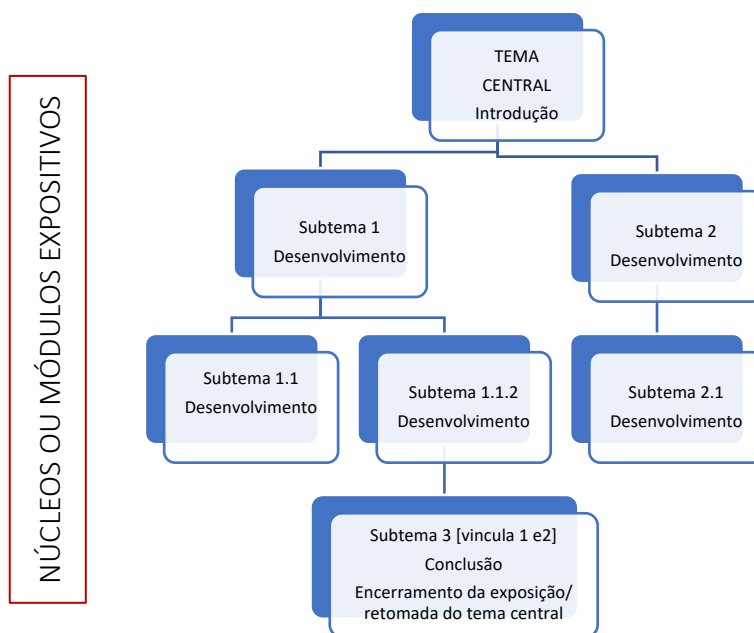 NÚCLEOS OU MÓDULOS EXPOSITIVOS
TEMA
CENTRAL
Introdução
Subtema 1
Desenvolvimento
Subtema 2
Desenvolvimento
Subtema 1.1
Desenvolvimento
Subtema 1.1.2
Desenvolvimento
Subtema 2.1
Desenvolvimento
Subtema 3 [vincula 1 e2]
Conclusão
Encerramento da exposição/
retomada do tema central